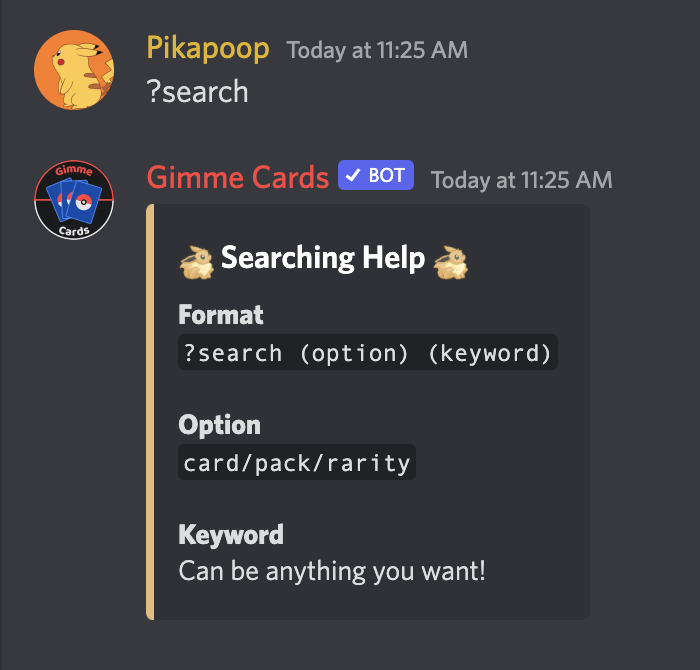 Pikapoop Today at 11:25 AM
?search
Gimme
Cards
Gimme Cards ✓ BOT Today at 11:25 AM
Searching Help
Format
?search (option) (keyword)
Option
card/pack/rarity
Keyword
Can be anything you want!